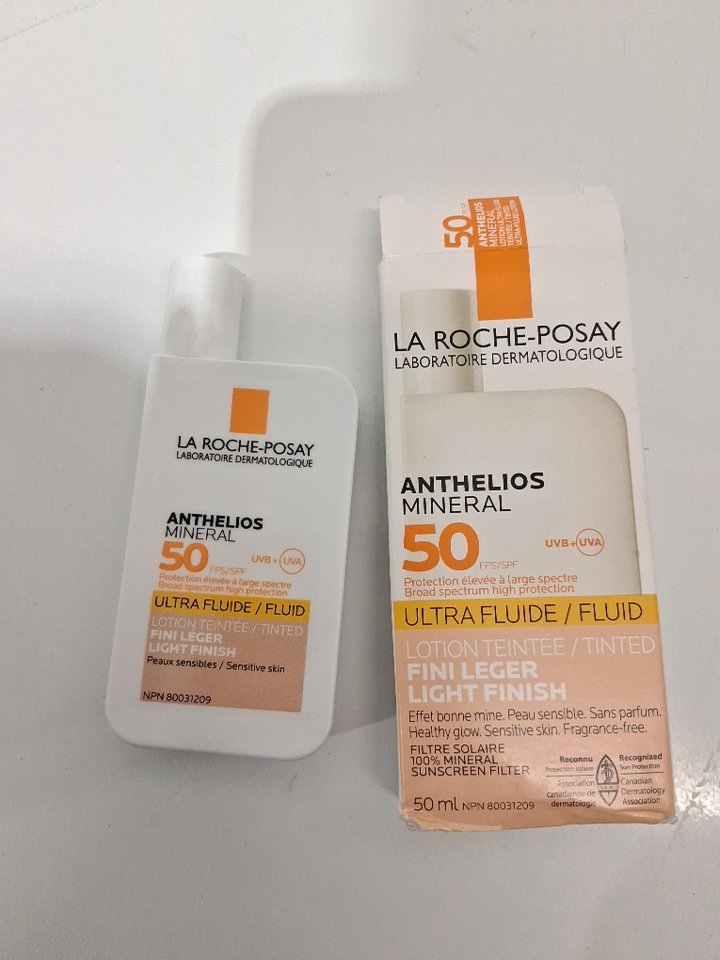 LA ROCHE-POSAY
LABORATOIRE DERMATOLOGIQUE
ANTHELIOS
MINERAL
50
FPS/SPF
UVB + UVA
Protection élevée à large spectre
Broad spectrum high protection
ULTRA FLUIDE / FLUID
LOTION TEINTÉE / TINTED
FINI LÉGER
LIGHT FINISH
Peaux sensibles / Sensitive skin
NPN 80031209
50
ANTHELIOS
MINERAL
LA ROCHE-POSAY
LABORATOIRE DERMATOLOGIQUE
ANTHELIOS
MINERAL
50
FPS/SPF
UVB + UVA
Protection élevée à large spectre
Broad spectrum high protection
ULTRA FLUIDE / FLUID
LOTION TEINTÉE / TINTED
FINI LEGER
LIGHT FINISH
Effet bonne mine. Peau sensible. Sans parfum.
Healthy glow. Sensitive skin. Fragrance-free.
FILTRE SOLAIRE
100% MINERAL
SUNSCREEN FILTER
50 ml NPN 80031209
Reconnu
Protection solaire
Association
canadienne de
dermatologie
Recognized
Sun Protection
Canadian
Dermatology
Association